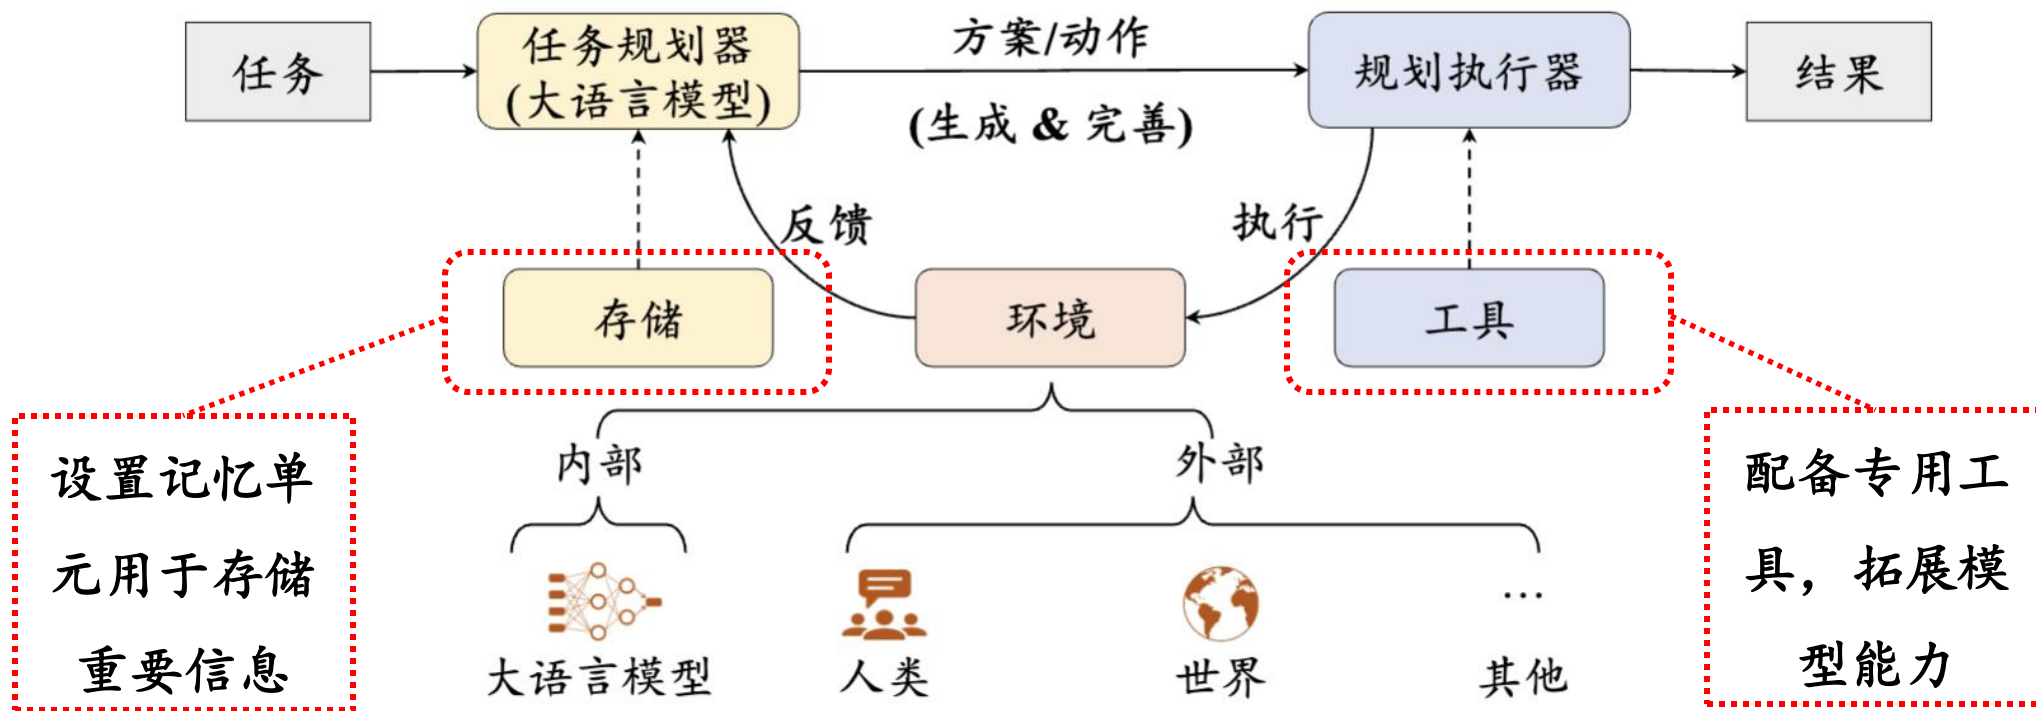 任务
任务规划器
(大语言模型)
方案/动作
(生成 & 完善)
规划执行器
结果
反馈
执行
存储
环境
工具
设置记忆单
元用于存储
重要信息
内部
外部
配备专用工
具，拓展模
型能力
大语言模型
人类
世界
...
其他